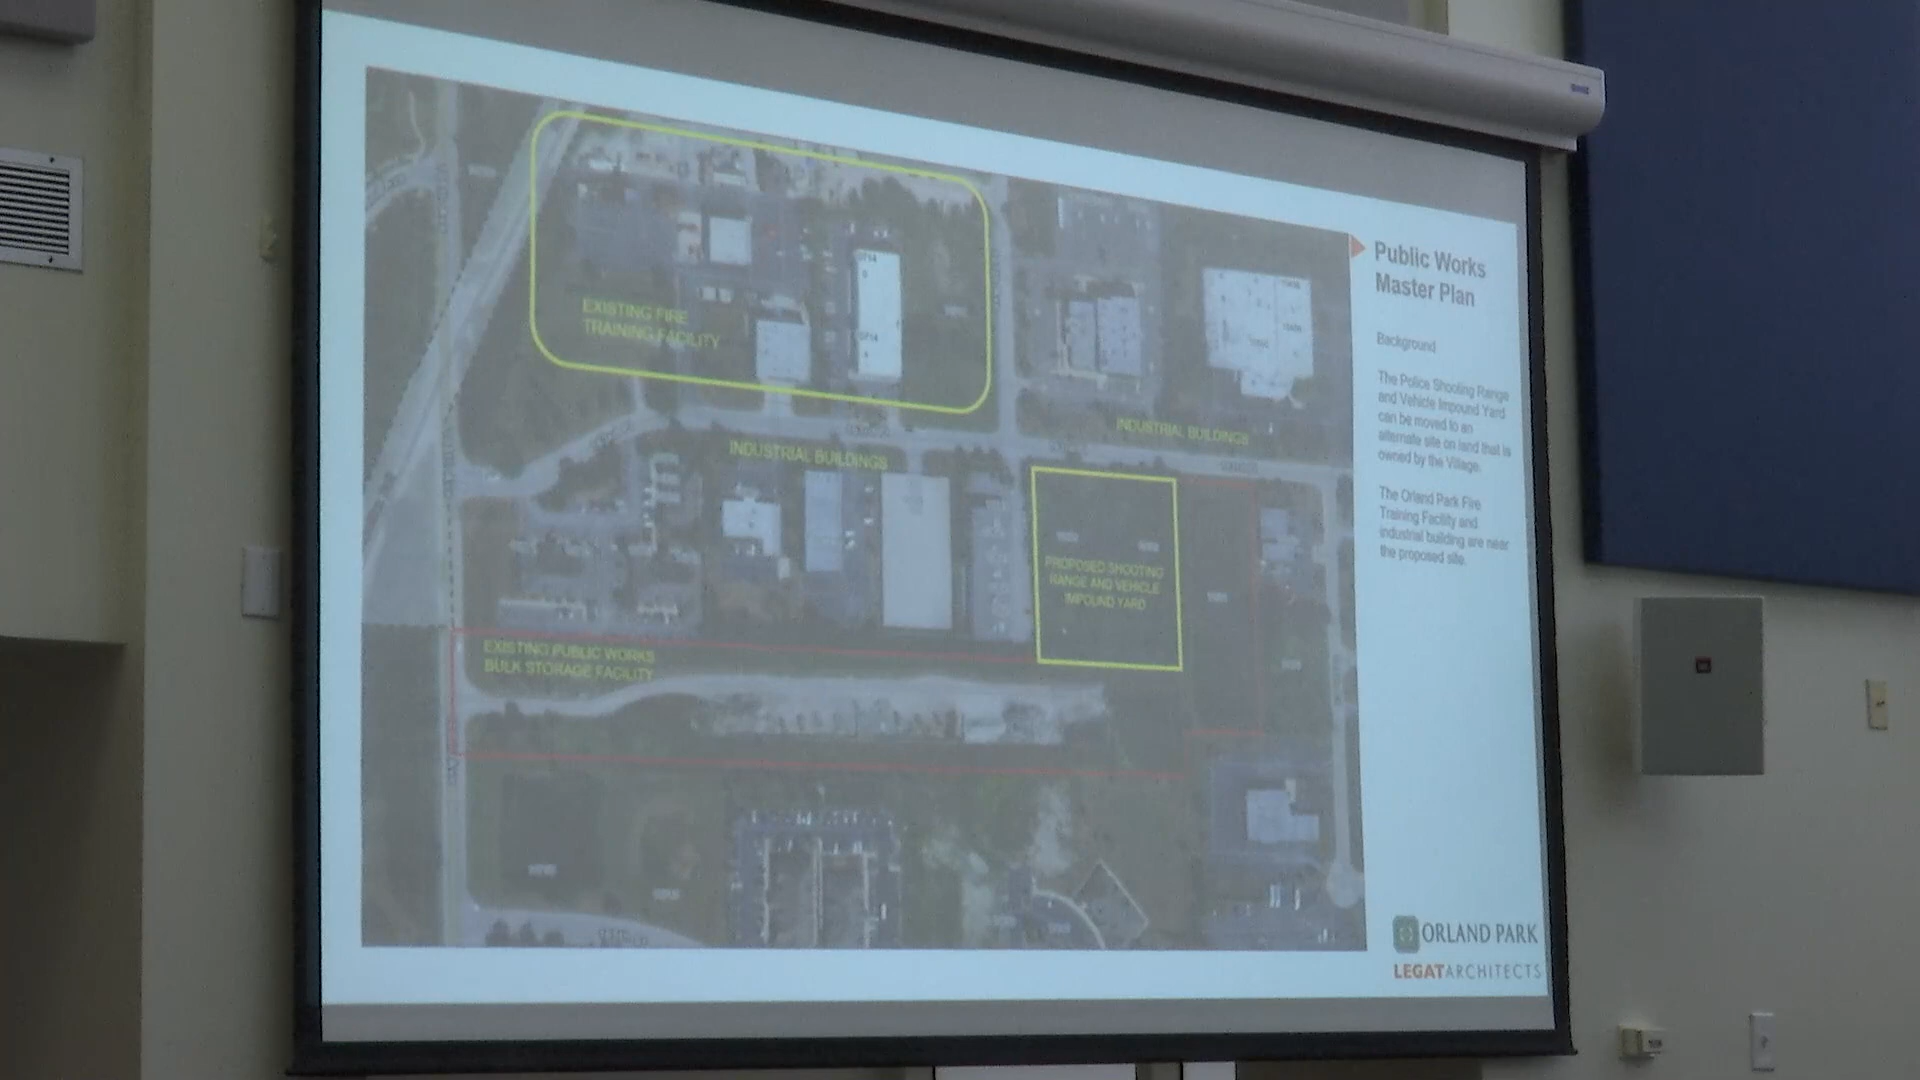 Public Works
Master Plan
Background
The Police Shooting Range
and Vehicle Impound Yard
can be moved to an
alternate site on land that is
owned by the Village.
The Orland Park Fire
Training Facility and
industrial building are near
the proposed site.
EXISTING FIRE
TRAINING FACILITY
INDUSTRIAL BUILDINGS
INDUSTRIAL BUILDINGS
PROPOSED SHOOTING
RANGE AND VEHICLE
IMPOUND YARD
EXISTING PUBLIC WORKS
BULK STORAGE FACILITY
ORLAND PARK
LEGATARCHITECTS